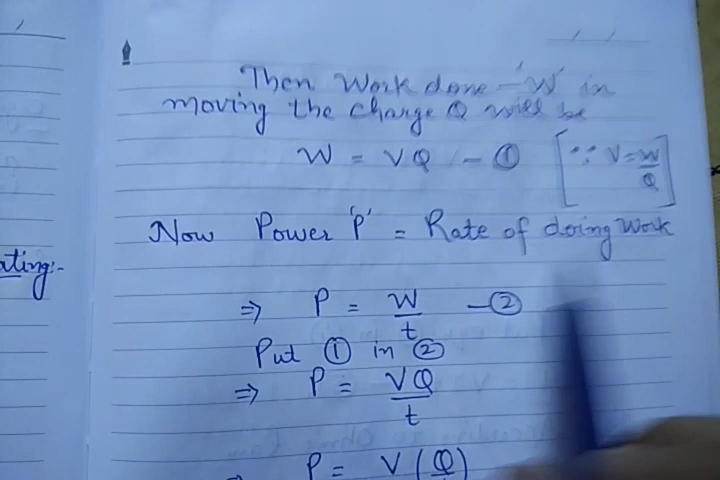 Then Work done - 'W' in
moving the charge Q will be
W = VQ - ① [∵ V = W/Q]
Now Power 'P' = Rate of doing Work
ating:-
⇒ P = W/t - ②
Put ① in ②
⇒ P = VQ/t
P = V (Q)